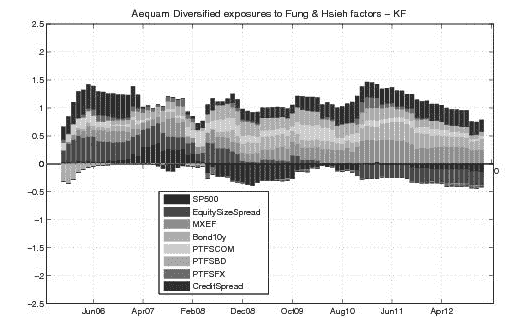 Aequam Diversified exposures to Fung & Hsieh factors – KF
2.5
2
1.5
1
0.5
0
0
−0.5
−1
−1.5
−2
−2.5
SP500
EquitySizeSpread
MXEF
Bond10y
PTFSCOM
PTFSBD
PTFSFX
CreditSpread
Jun06 Apr07 Feb08 Dec08 Oct09 Aug10 Jun11 Apr12